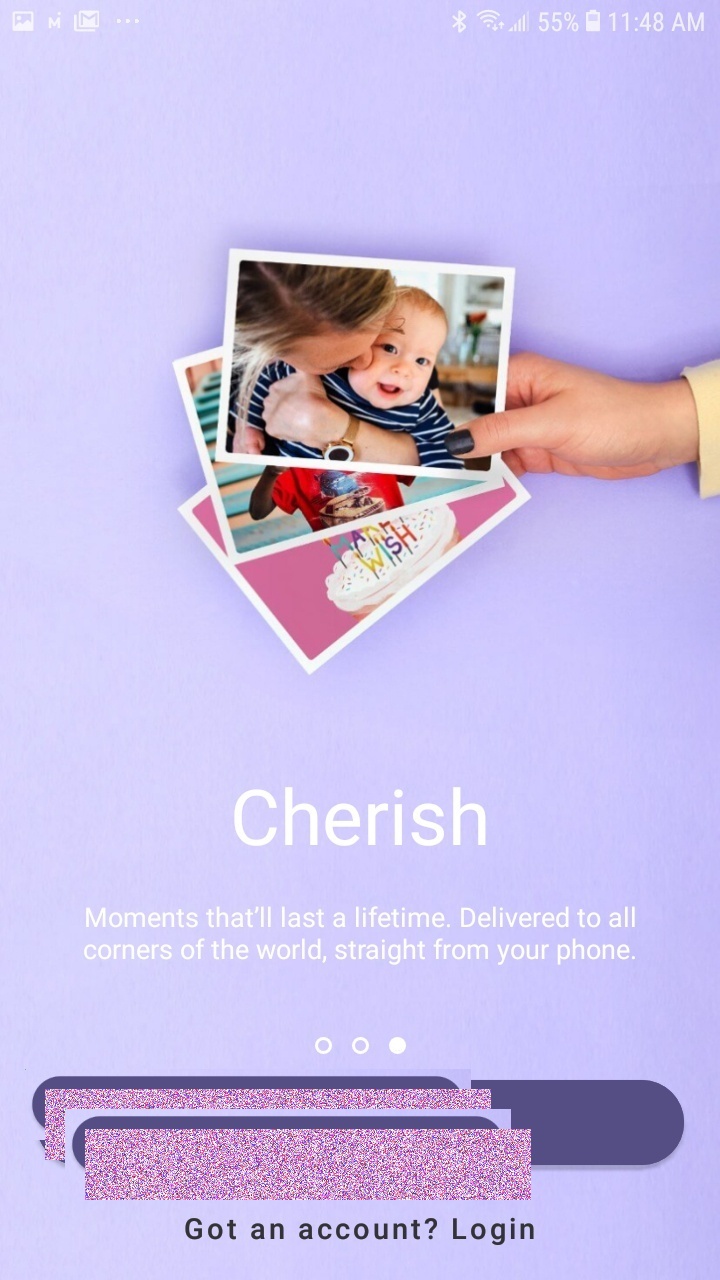 55% 11:48 AM
WISH
Cherish
Moments that’ll last a lifetime. Delivered to all
corners of the world, straight from your phone.
Got an account? Login